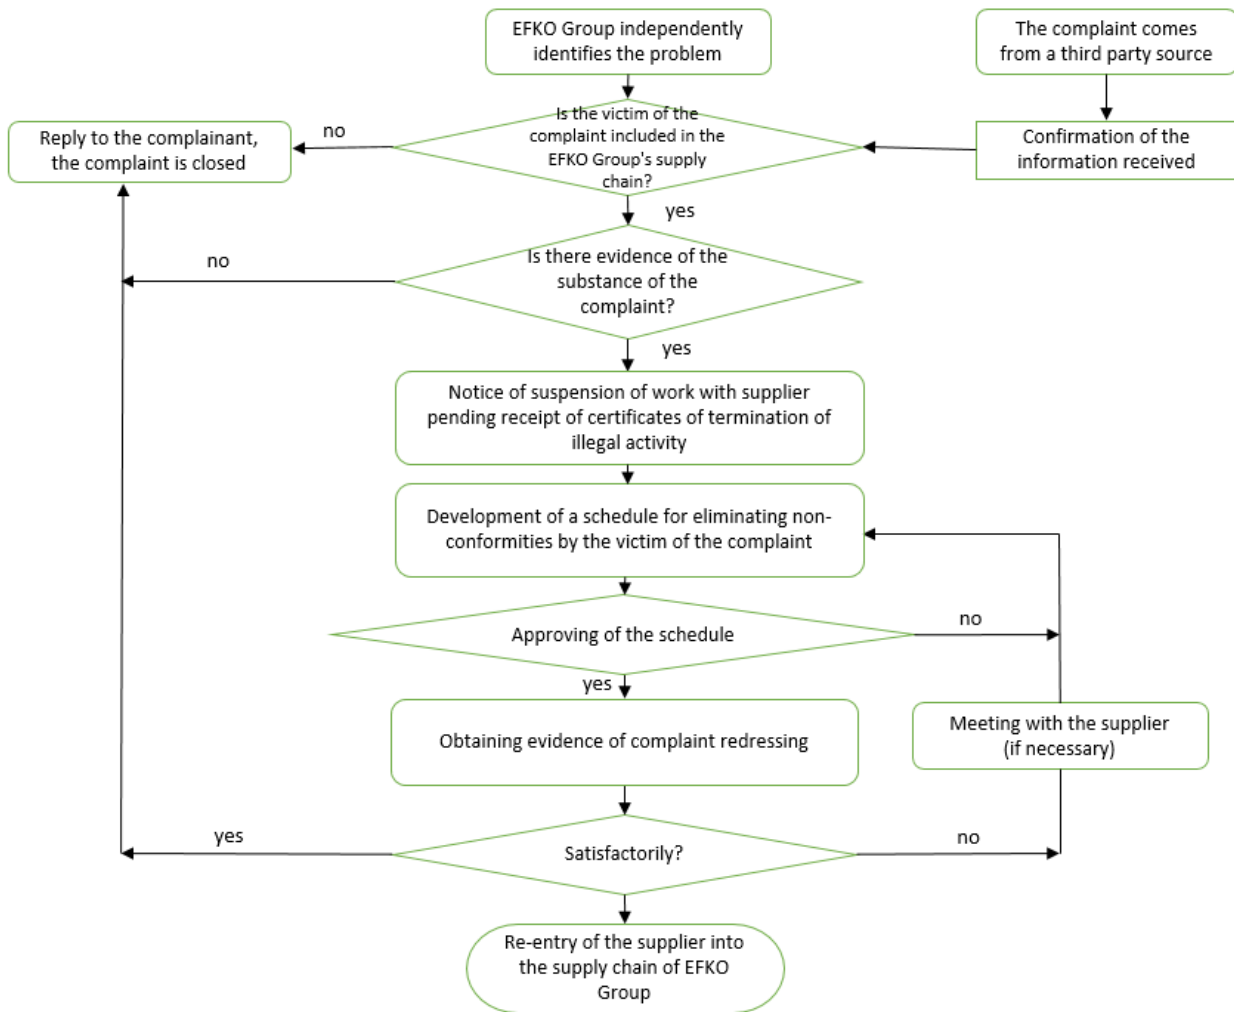 EFKO Group independently
identifies the problem
The complaint comes
from a third party source
Is the victim of the
complaint included in the
EFKO Group's supply
chain?
no
Reply to the complainant,
the complaint is closed
Confirmation of the
information received
yes
Is there evidence of the
substance of the
complaint?
no
yes
Notice of suspension of work with supplier
pending receipt of certificates of termination of
illegal activity
Development of a schedule for eliminating non-
conformities by the victim of the complaint
Approving of the schedule
no
yes
Obtaining evidence of complaint redressing
Meeting with the supplier
(if necessary)
yes
Satisfactorily?
no
Re-entry of the supplier into
the supply chain of EFKO
Group